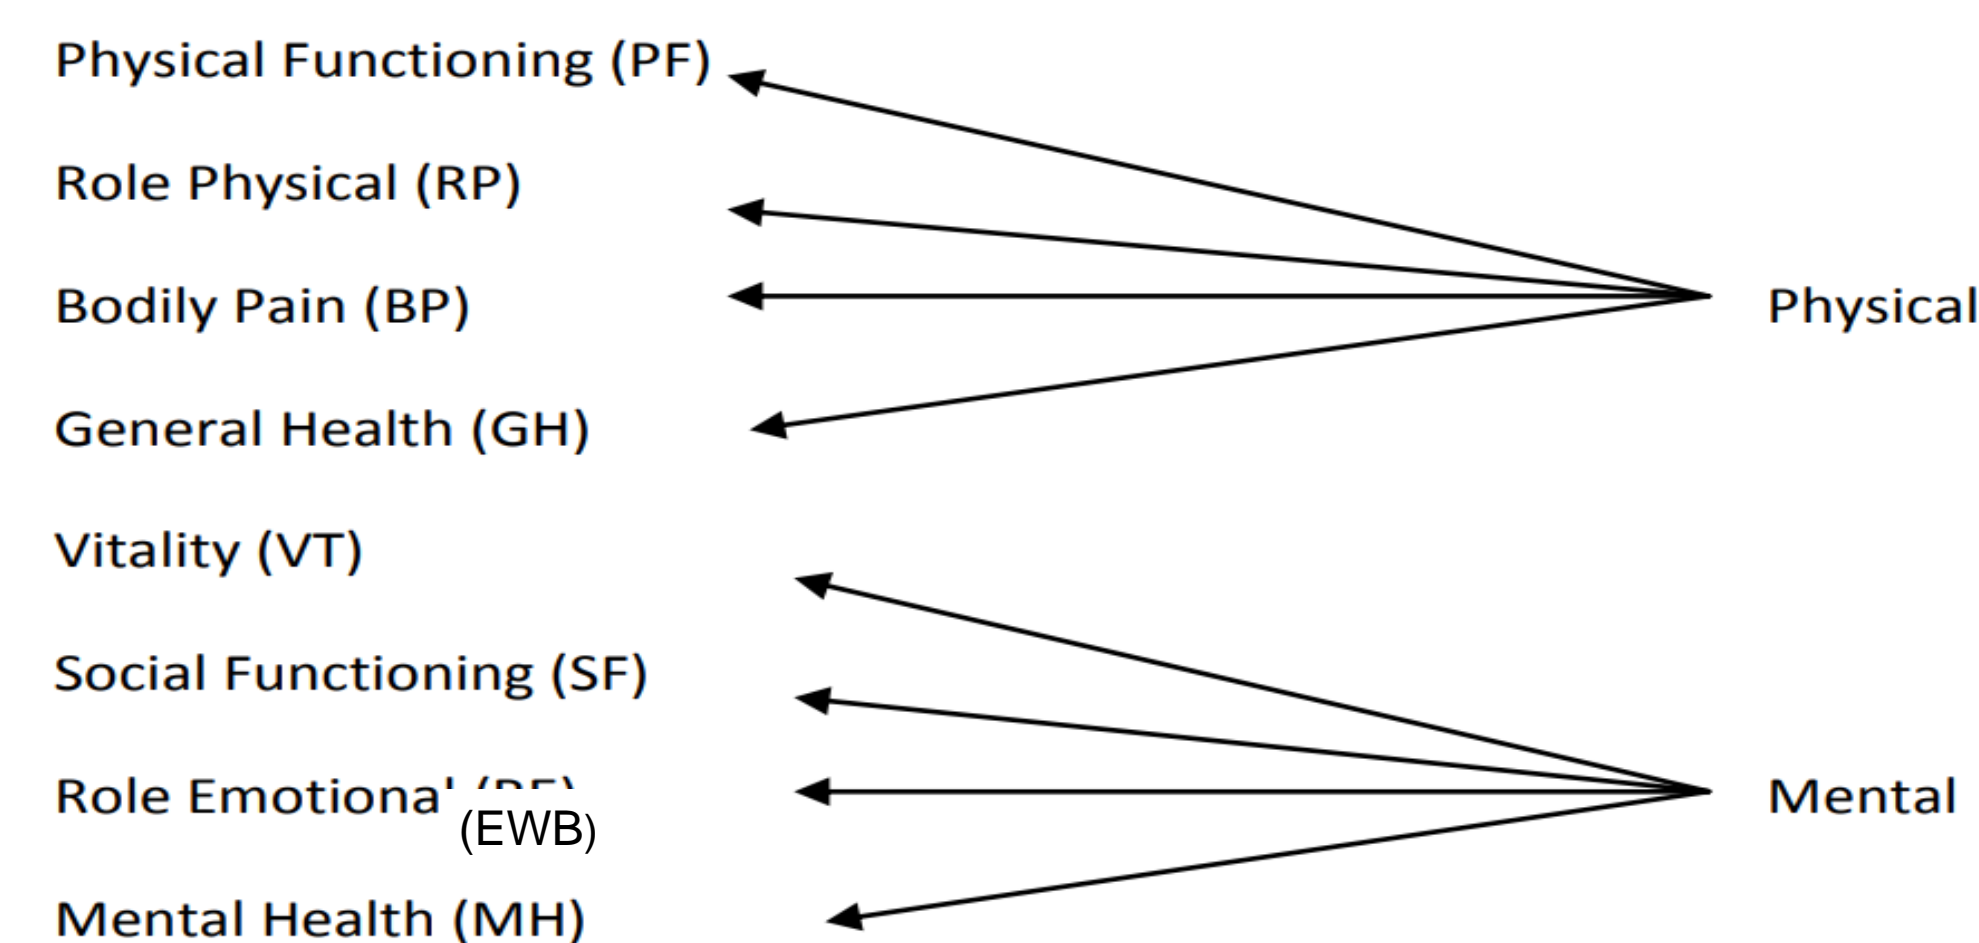 Physical Functioning (PF)
Role Physical (RP)
Bodily Pain (BP)
Physical
General Health (GH)
Vitality (VT)
Social Functioning (SF)
Role Emotional
(EWB)
Mental
Mental Health (MH)